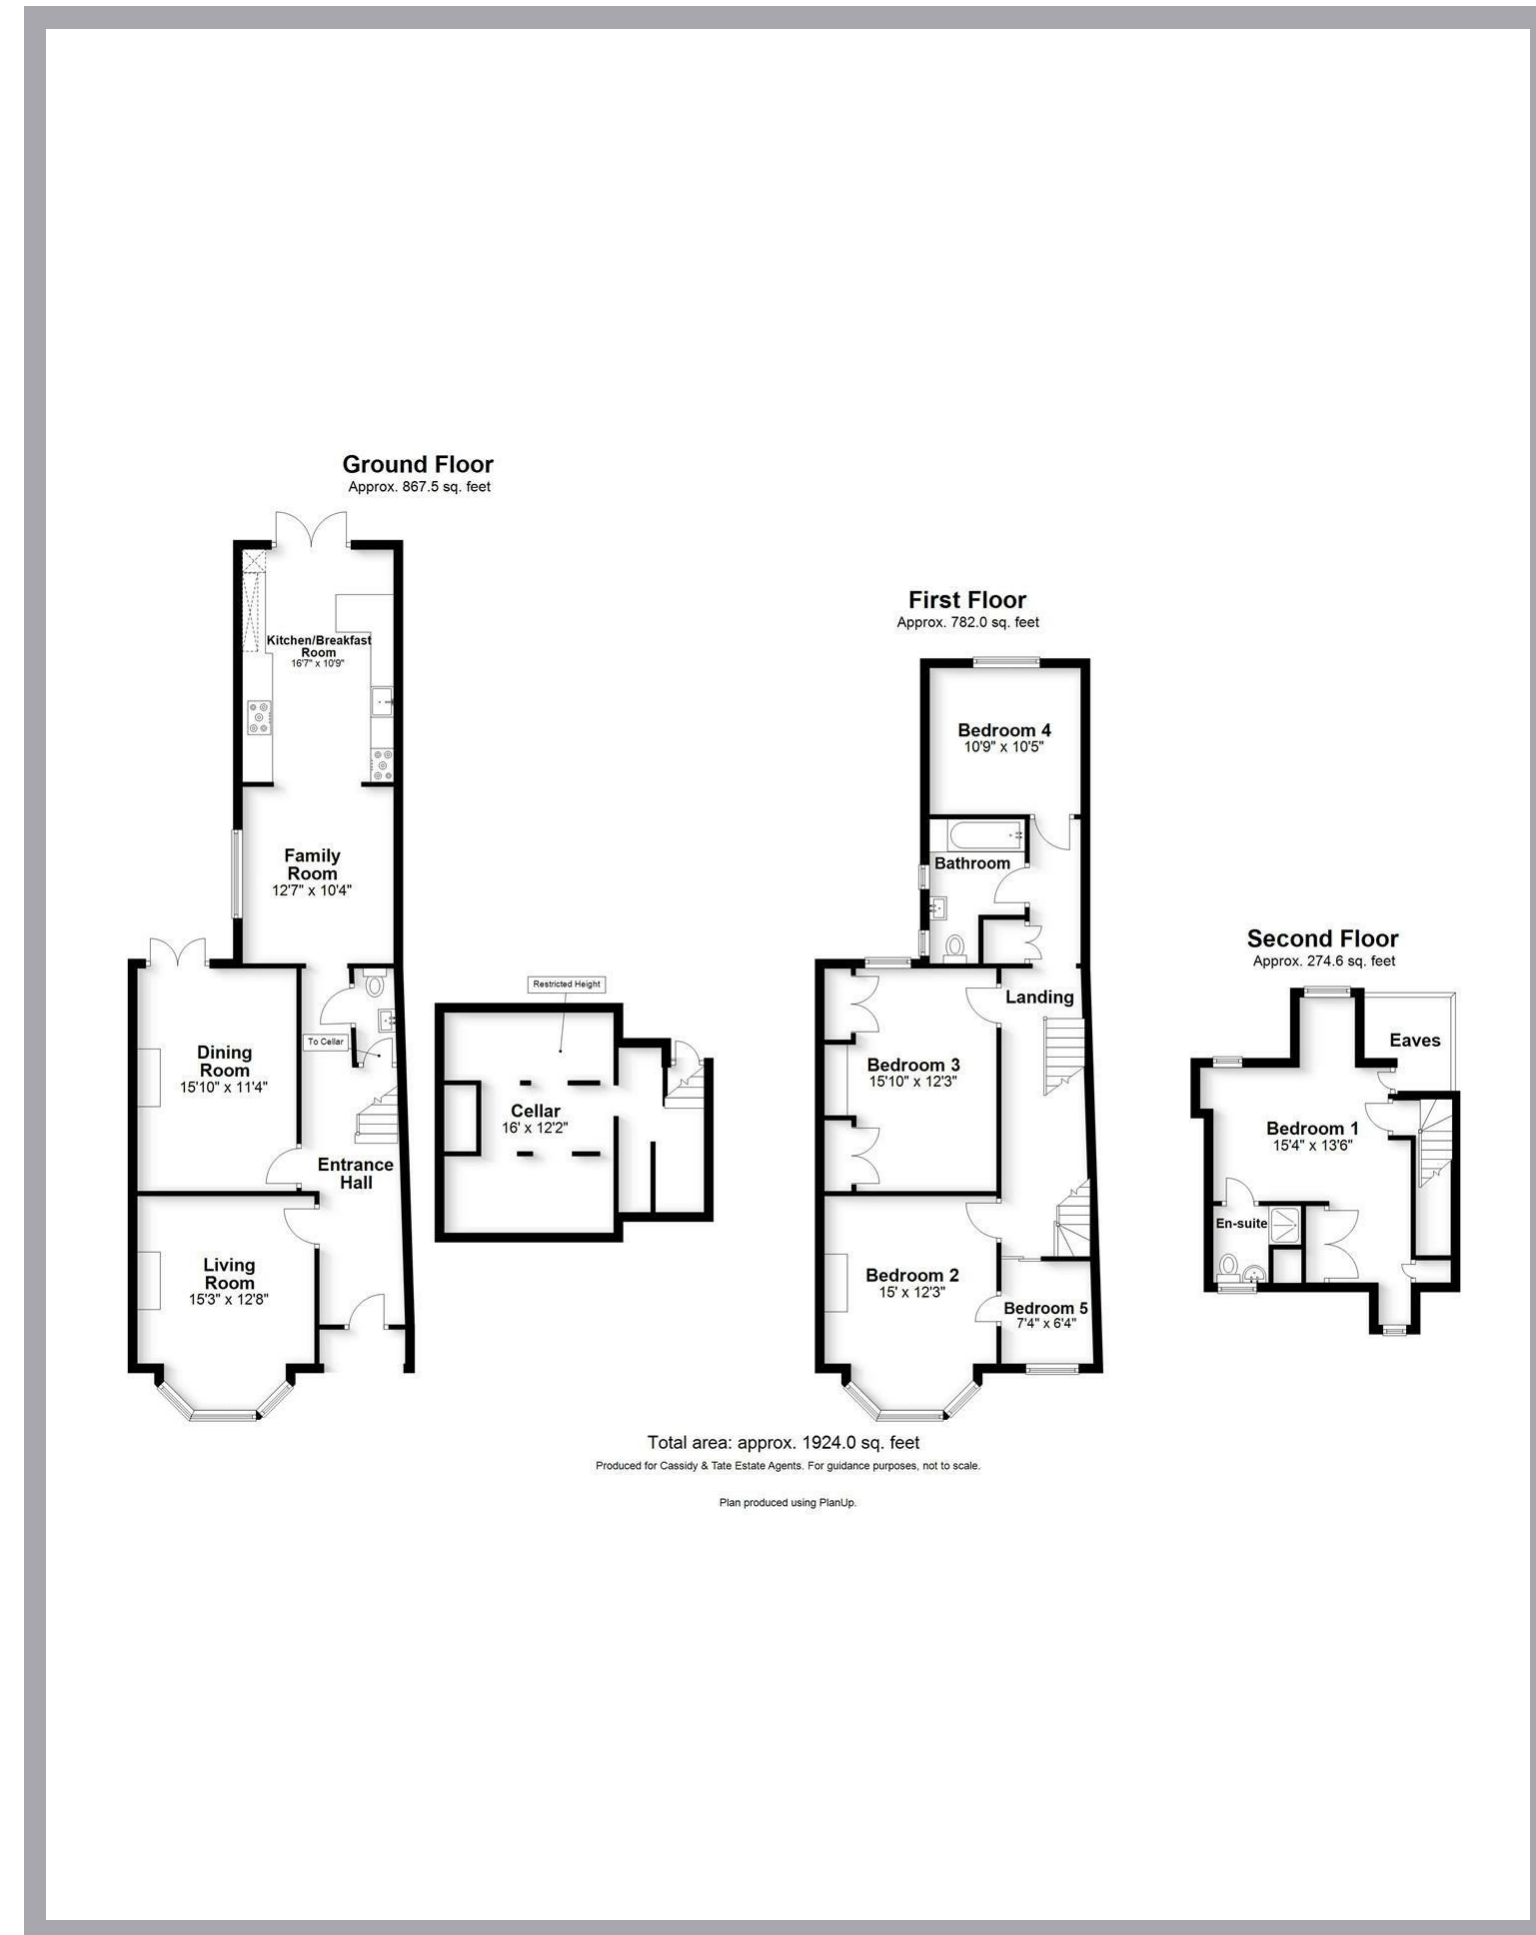 Ground Floor
Approx. 867.5 sq. feet
Kitchen/Breakfast
Room
16'7" x 10'9"
Family
Room
12'7" x 10'4"
To Cellar
Dining
Room
15'10" x 11'4"
Entrance
Hall
Living
Room
15'3" x 12'8"
Restricted Height
Cellar
16' x 12'2"
First Floor
Approx. 782.0 sq. feet
Bedroom 4
10'9" x 10'5"
Bathroom
Landing
Bedroom 3
15'10" x 12'3"
Bedroom 2
15' x 12'3"
Bedroom 5
7'4" x 6'4"
Second Floor
Approx. 274.6 sq. feet
Eaves
Bedroom 1
15'4" x 13'6"
En-suite
Total area: approx. 1924.0 sq. feet
Produced for Cassidy & Tate Estate Agents. For guidance purposes, not to scale.
Plan produced using PlanUp.